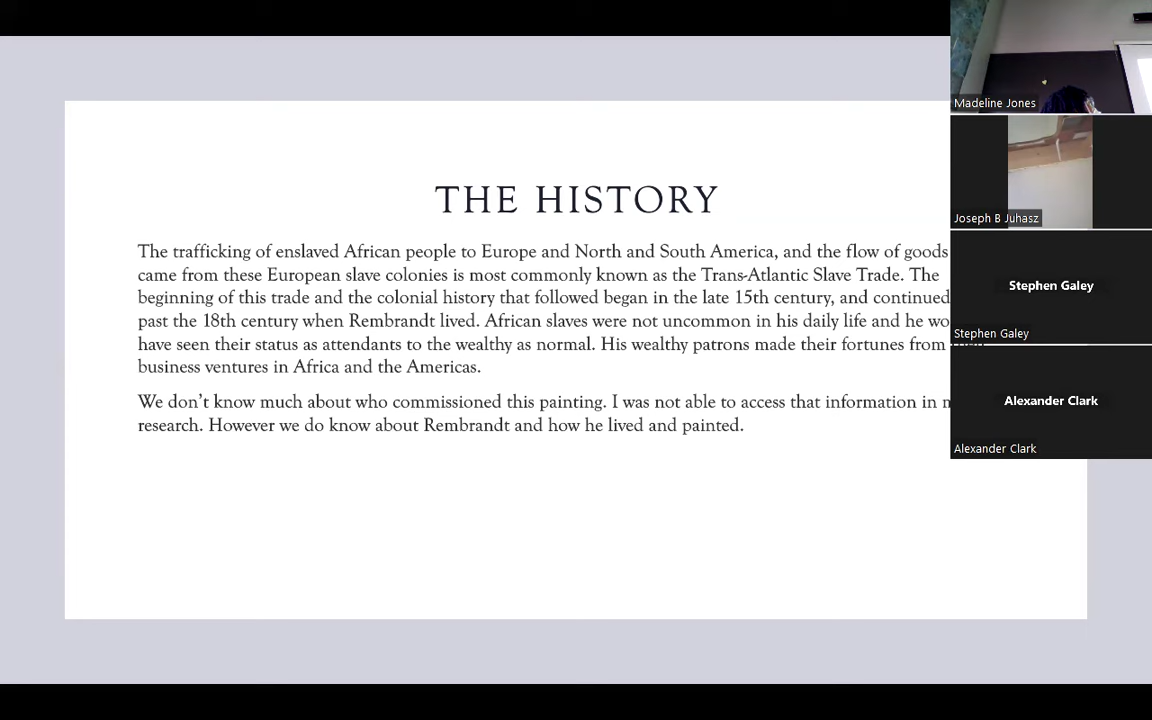 THE HISTORY
The trafficking of enslaved African people to Europe and North and South America, and the flow of goods
came from these European slave colonies is most commonly known as the Trans-Atlantic Slave Trade. The
beginning of this trade and the colonial history that followed began in the late 15th century, and continued
past the 18th century when Rembrandt lived. African slaves were not uncommon in his daily life and he
have seen their status as attendants to the wealthy as normal. His wealthy patrons made their fortunes from
business ventures in Africa and the Americas.
We don't know much about who commissioned this painting. I was not able to access that information in
research. However we do know about Rembrandt and how he lived and painted.
Madeline Jones
Joseph B Juhasz
Stephen Galey
Stephen Galey
Alexander Clark
Alexander Clark